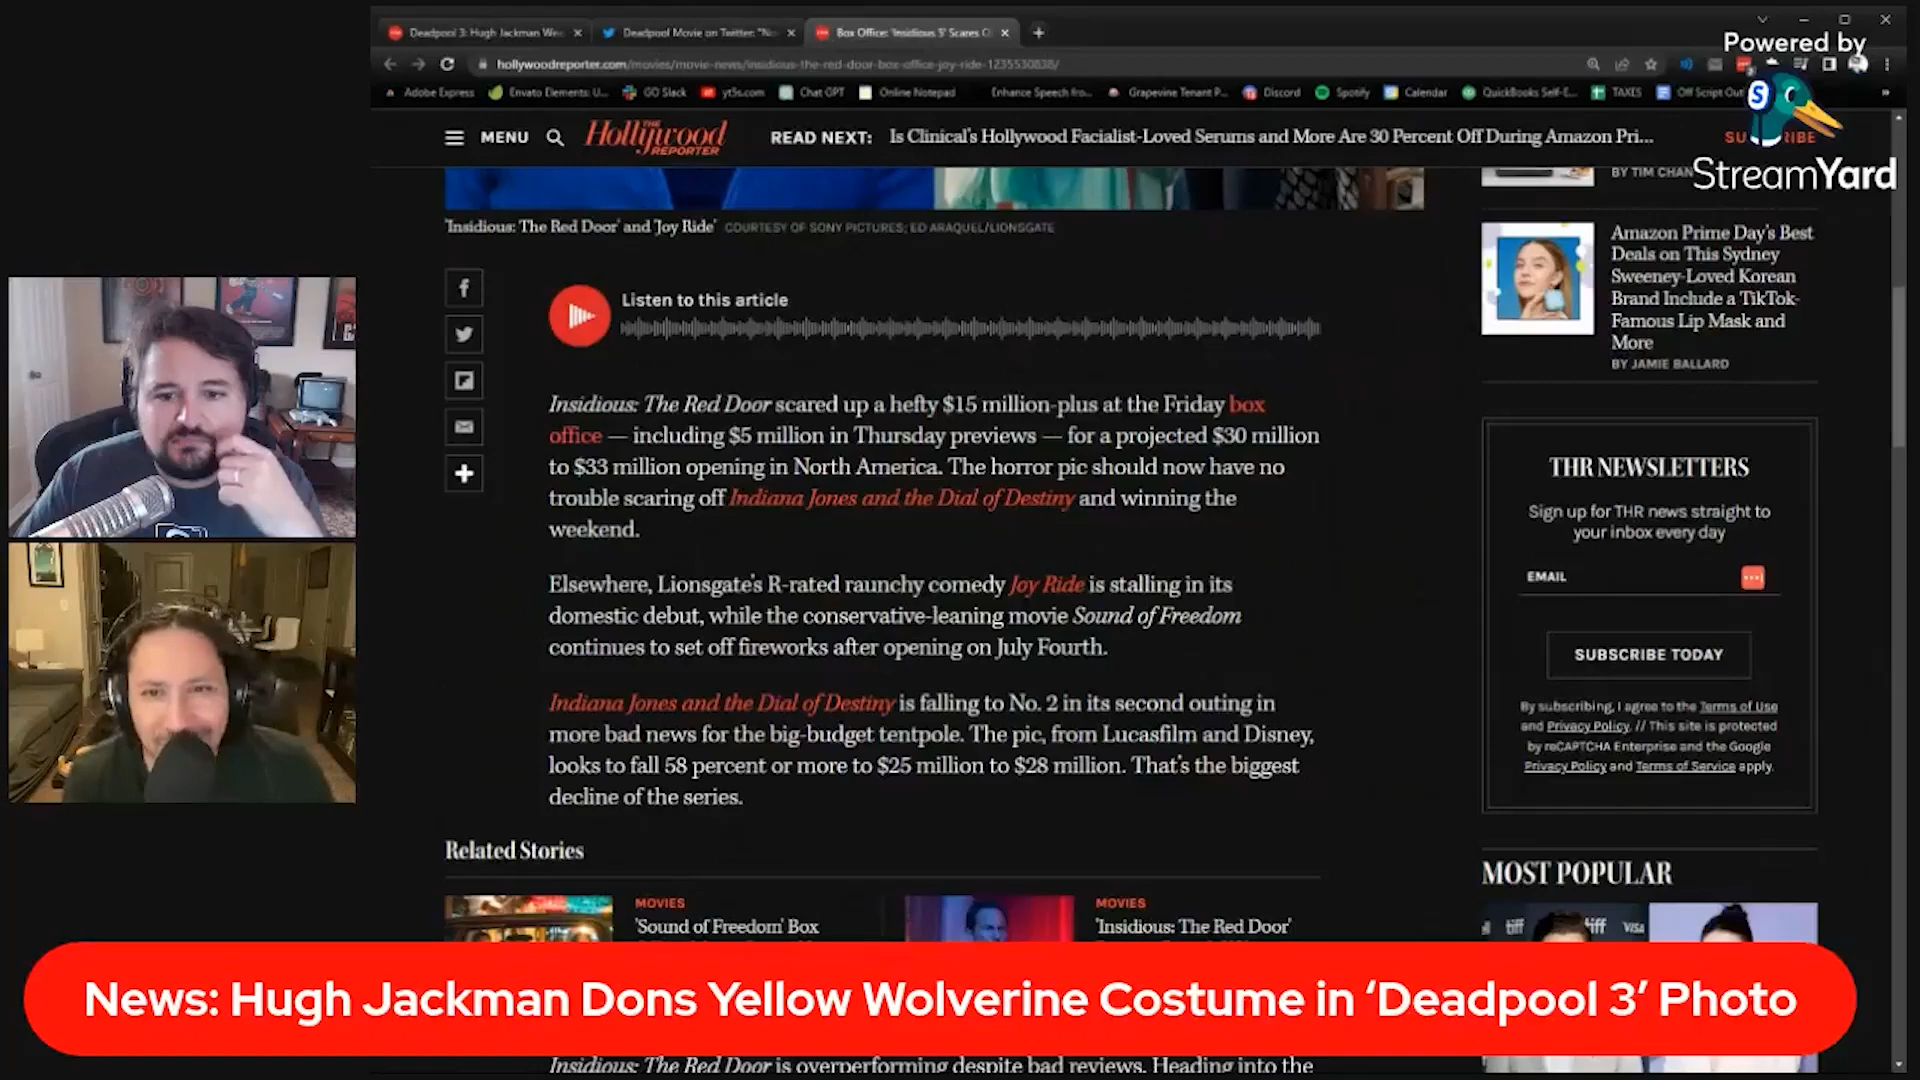 Deadpool 3: Hugh Jackman We
Deadpool Movie on Twitter: "No
Box Office: 'Insidious 5' Scares O
Powered by
StreamYard
hollywoodreporter.com/movies/movie-news/insidious-the-red-door-box-office-joy-ride-1235530838/
Adobe Express
Envato Elements: U...
GO Slack
yt5s.com
Chat GPT
Online Notepad
Enhance Speech fro...
Grapevine Tenant P...
Discord
Spotify
Calendar
QuickBooks Self-E...
TAXES
Off Script Out
MENU
The Hollywood REPORTER
READ NEXT: Is Clinical's Hollywood Facialist-Loved Serums and More Are 30 Percent Off During Amazon Pri...
BY TIM CHAN
'Insidious: The Red Door' and 'Joy Ride' COURTESY OF SONY PICTURES; ED ARAQUEL/LIONSGATE
Listen to this article
Insidious: The Red Door scared up a hefty $15 million-plus at the Friday box
office — including $5 million in Thursday previews — for a projected $30 million
to $33 million opening in North America. The horror pic should now have no
trouble scaring off Indiana Jones and the Dial of Destiny and winning the
weekend.
Elsewhere, Lionsgate's R-rated raunchy comedy Joy Ride is stalling in its
domestic debut, while the conservative-leaning movie Sound of Freedom
continues to set off fireworks after opening on July Fourth.
Indiana Jones and the Dial of Destiny is falling to No. 2 in its second outing in
more bad news for the big-budget tentpole. The pic, from Lucasfilm and Disney,
looks to fall 58 percent or more to $25 million to $28 million. That's the biggest
decline of the series.
Related Stories
MOVIES
'Sound of Freedom' Box
MOVIES
'Insidious: The Red Door'
Amazon Prime Day's Best
Deals on This Sydney
Sweeney-Loved Korean
Brand Include a TikTok-
Famous Lip Mask and
More
BY JAMIE BALLARD
THR NEWSLETTERS
Sign up for THR news straight to
your inbox every day
EMAIL
SUBSCRIBE TODAY
By subscribing, I agree to the Terms of Use
and Privacy Policy. // This site is protected
by reCAPTCHA Enterprise and the Google
Privacy Policy and Terms of Service apply.
MOST POPULAR
tiff
tiff
VISA
News: Hugh Jackman Dons Yellow Wolverine Costume in ‘Deadpool 3’ Photo
Insidious: The Red Door is overperforming despite bad reviews. Heading into the